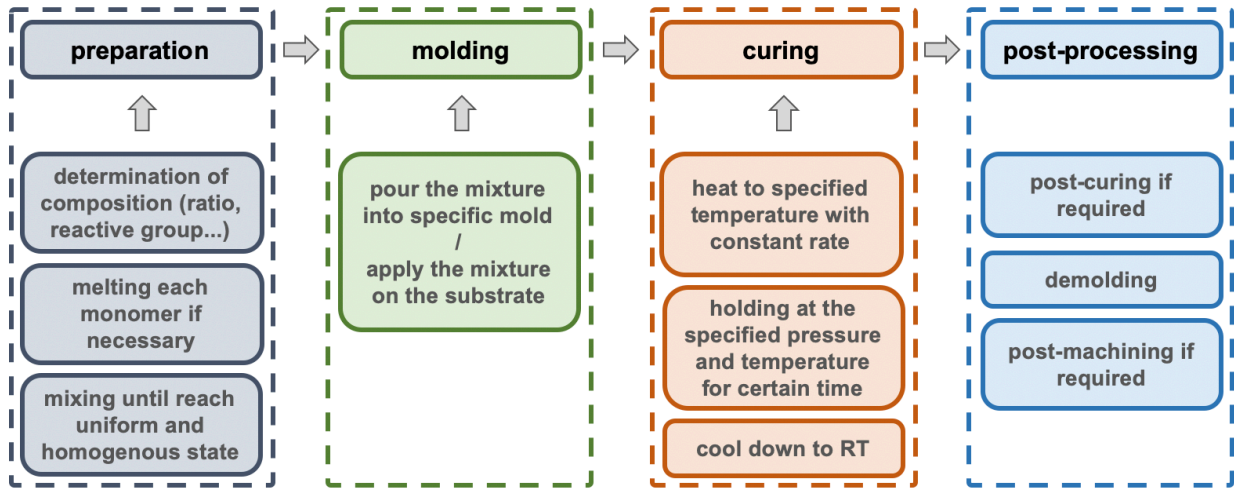 preparation
determination of
composition (ratio,
reactive group...)
melting each
monomer if
necessary
mixing until reach
uniform and
homogenous state
molding
pour the mixture
into specific mold
/
apply the mixture
on the substrate
curing
heat to specified
temperature with
constant rate
holding at the
specified pressure
and temperature
for certain time
cool down to RT
post-processing
post-curing if
required
demolding
post-machining if
required